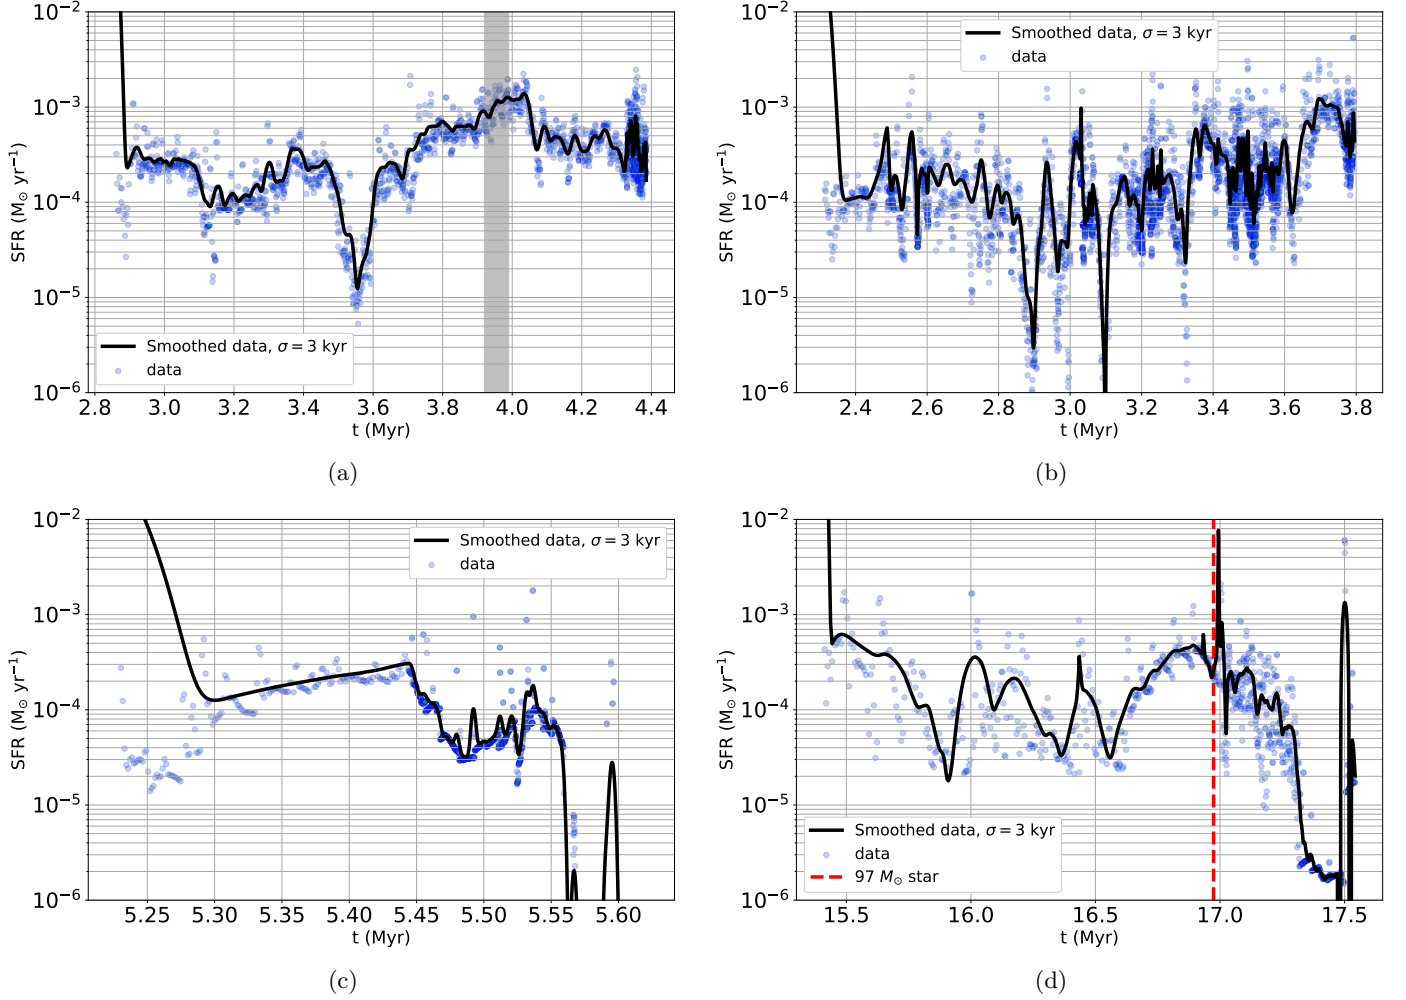 10⁻²
10⁻³
10⁻⁴
10⁻⁵
10⁻⁶
SFR (M⊙ yr⁻¹)
Smoothed data, σ = 3 kyr
data
2.8 3.0 3.2 3.4 3.6 3.8 4.0 4.2 4.4
t (Myr)
(a)
10⁻²
10⁻³
10⁻⁴
10⁻⁵
10⁻⁶
SFR (M⊙ yr⁻¹)
Smoothed data, σ = 3 kyr
data
2.4 2.6 2.8 3.0 3.2 3.4 3.6 3.8
t (Myr)
(b)
10⁻²
10⁻³
10⁻⁴
10⁻⁵
10⁻⁶
SFR (M⊙ yr⁻¹)
Smoothed data, σ = 3 kyr
data
5.25 5.30 5.35 5.40 5.45 5.50 5.55 5.60
t (Myr)
(c)
10⁻²
10⁻³
10⁻⁴
10⁻⁵
10⁻⁶
SFR (M⊙ yr⁻¹)
Smoothed data, σ = 3 kyr
data
97 M⊙ star
15.5 16.0 16.5 17.0 17.5
t (Myr)
(d)